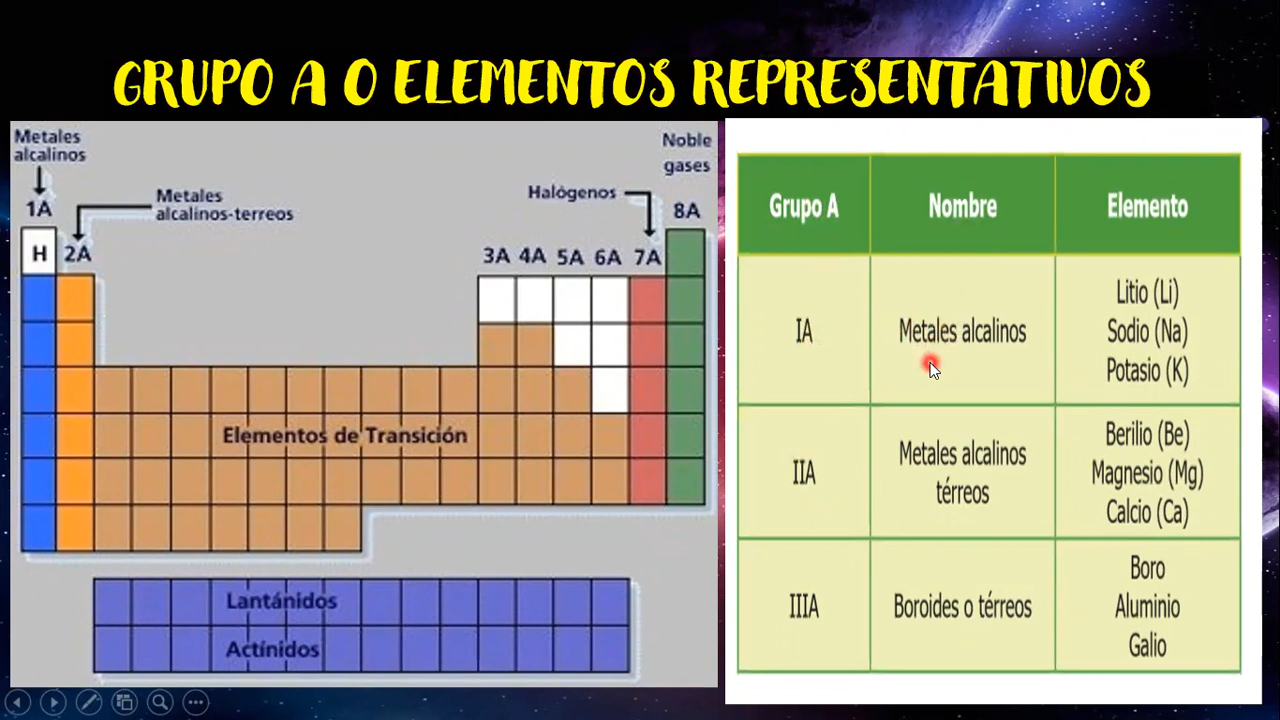 GRUPO A O ELEMENTOS REPRESENTATIVOS
Metales
alcalinos
1A
Metales
alcalinos-terreos
H
2A
Noble
gases
Halógenos
8A
3A 4A 5A 6A 7A
Elementos de Transición
Lantánidos
Actínidos
Grupo A Nombre Elemento
IA
Metales alcalinos
Litio (Li)
Sodio (Na)
Potasio (K)
IIA
Metales alcalinos
térreos
Berilio (Be)
Magnesio (Mg)
Calcio (Ca)
IIIA
Boroides o térreos
Boro
Aluminio
Galio